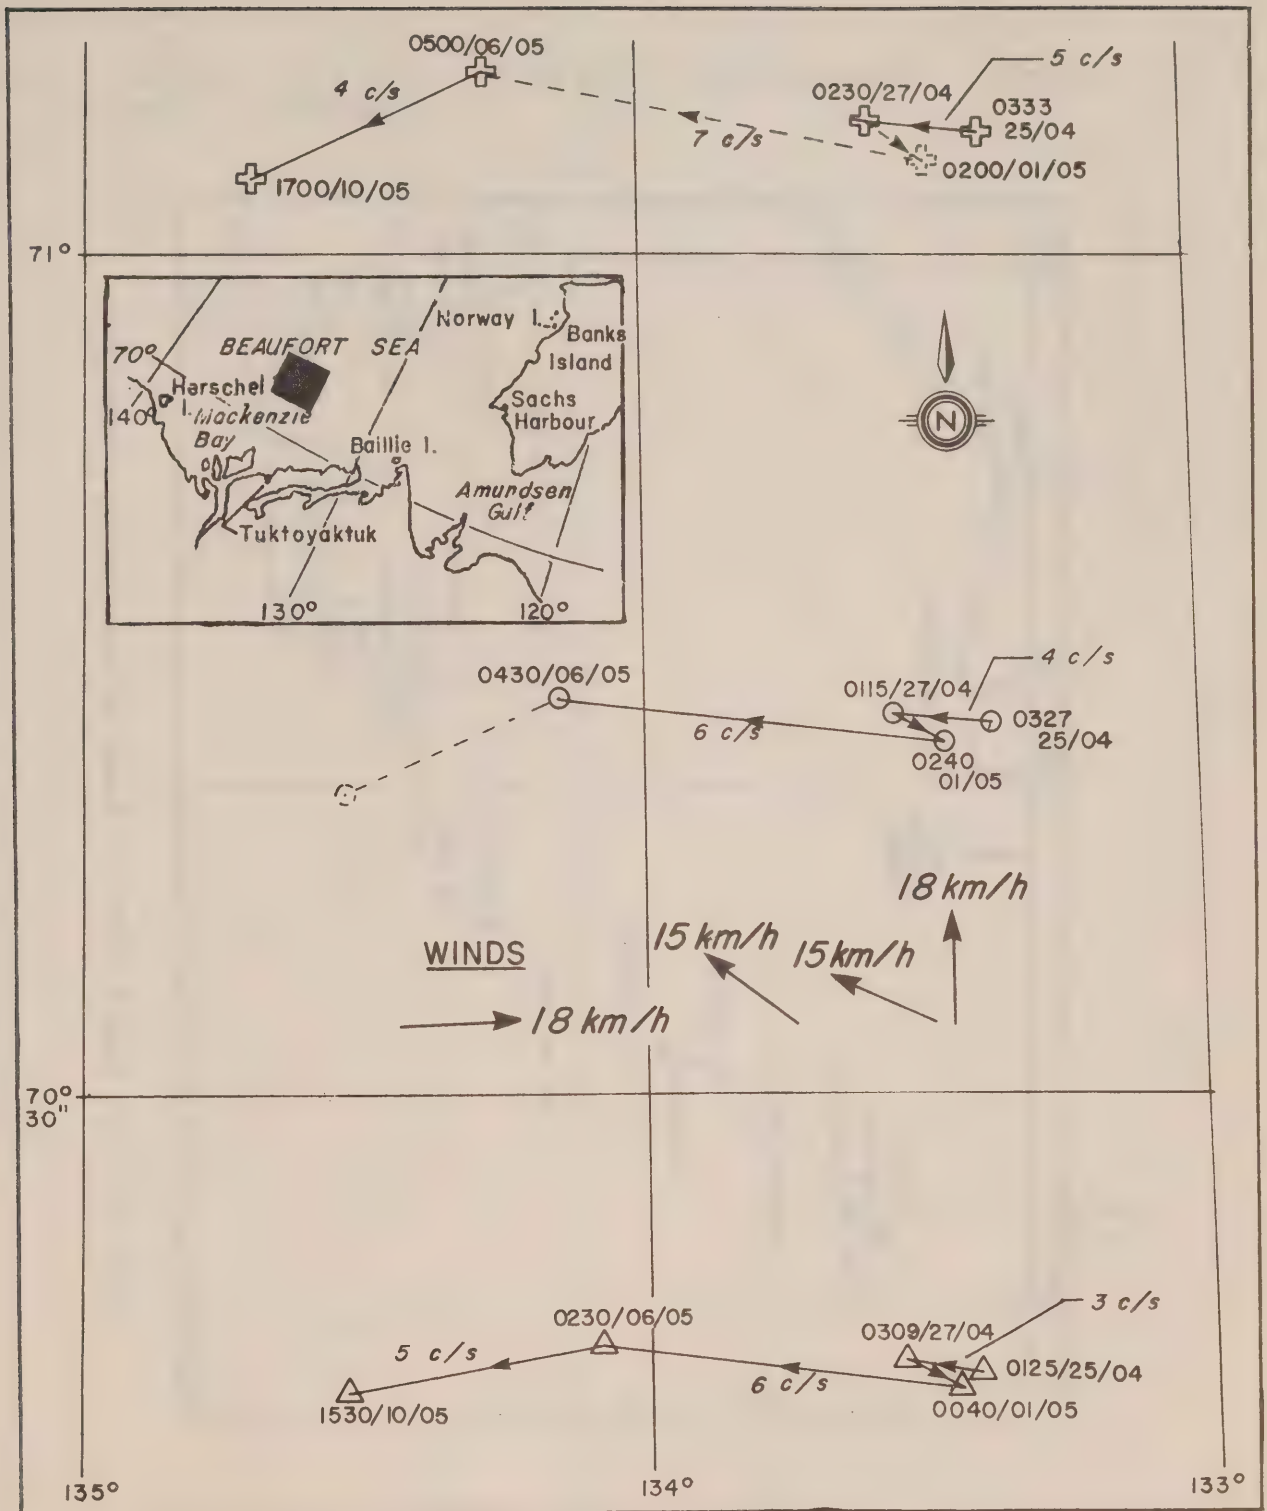 0500/06/05
4 c/s
5 c/s
0230/27/04
0333
25/04
7 c/s
0200/01/05
1700/10/05
71°
Norway I.
Banks
Island
BEAUFORT SEA
70°
Herschel
I.
140°
Mackenzie
Bay
Sachs
Harbour
Baillie I.
Amundsen
Gulf
Tuktoyaktuk
130°
120°
N
0430/06/05
4 c/s
0115/27/04
6 c/s
0327
25/04
0240
01/05
18 km/h
WINDS
15 km/h
15 km/h
18 km/h
70°
30"
0230/06/05
3 c/s
0309/27/04
5 c/s
0125/25/04
6 c/s
1530/10/05
0040/01/05
135°
134°
133°